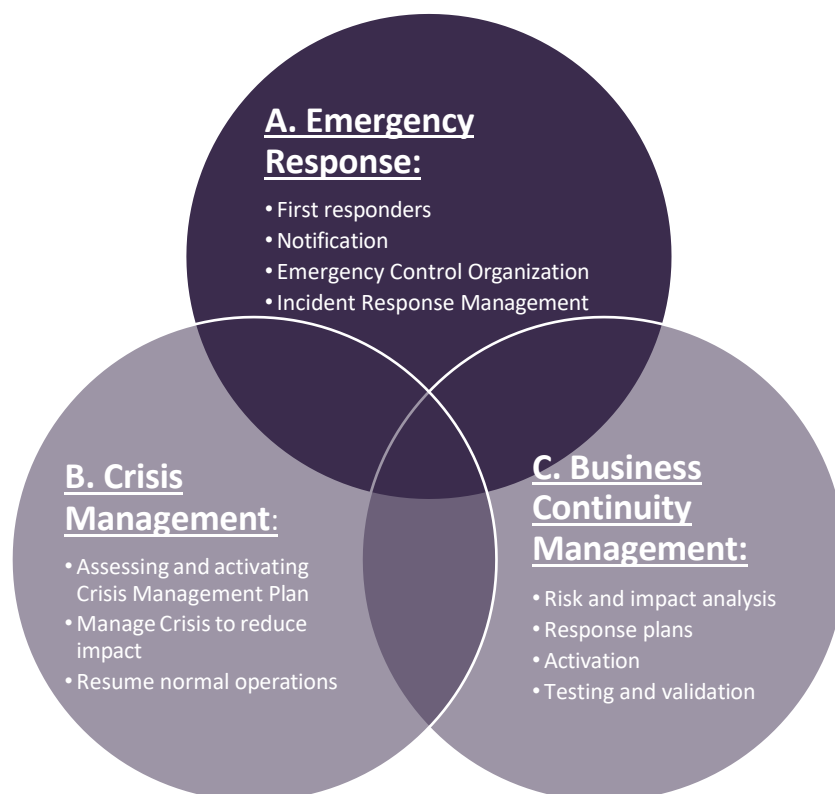 A. Emergency
Response:
• First responders
• Notification
• Emergency Control Organization
• Incident Response Management
B. Crisis
Management:
• Assessing and activating
Crisis Management Plan
• Manage Crisis to reduce
impact
• Resume normal operations
C. Business
Continuity
Management:
• Risk and impact analysis
• Response plans
• Activation
• Testing and validation